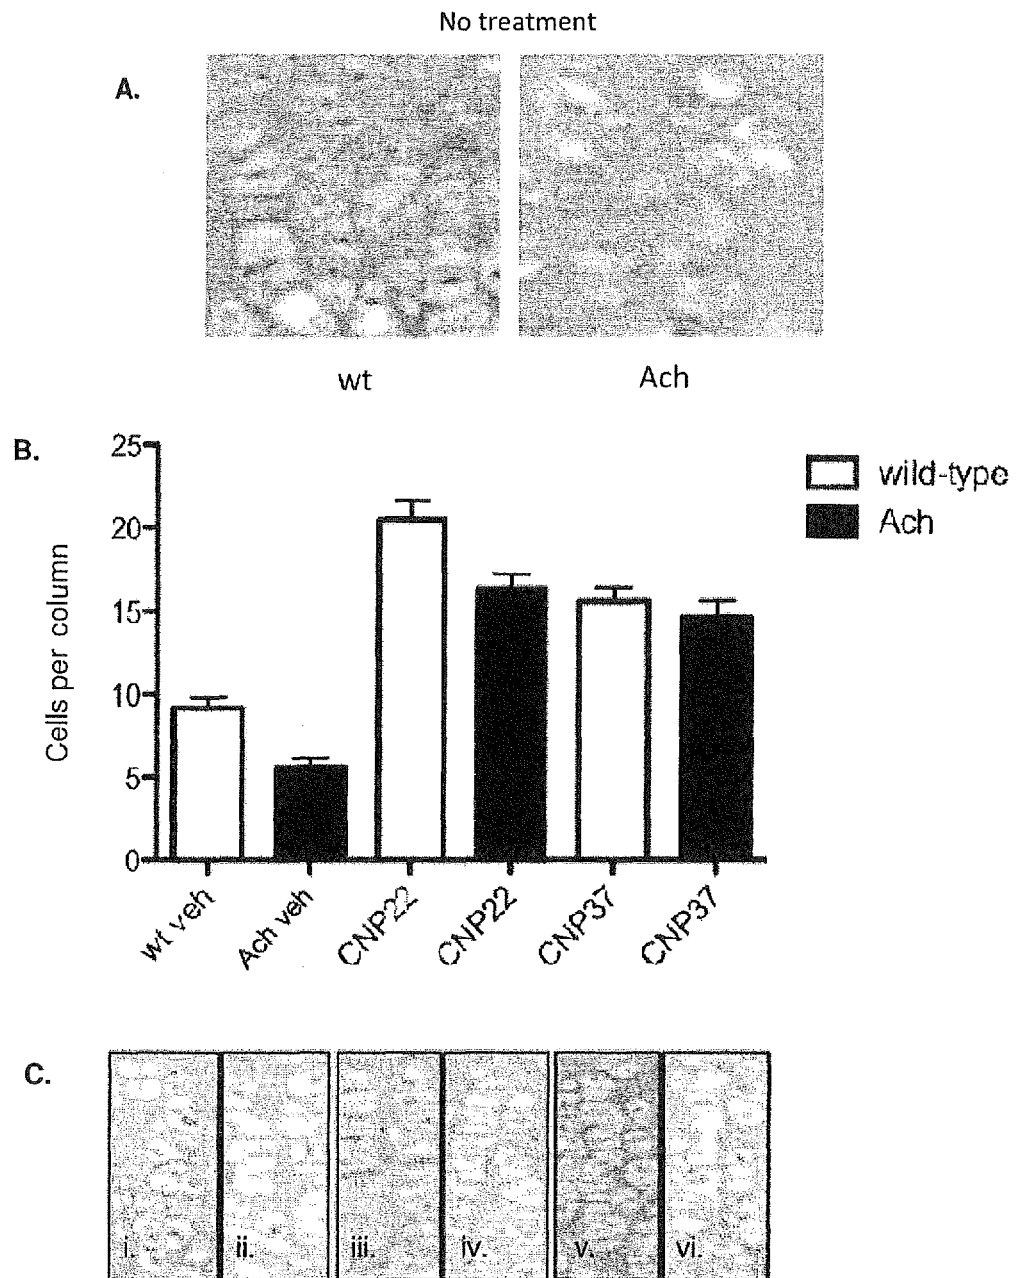 No treatment
A.
wt
Ach
B.
25
20
15
10
5
0
Cells per column
wild-type
Ach
wt veh
Ach veh
CNP22
CNP22
CNP37
CNP37
C.
i.
ii.
iii.
iv.
v.
vi.